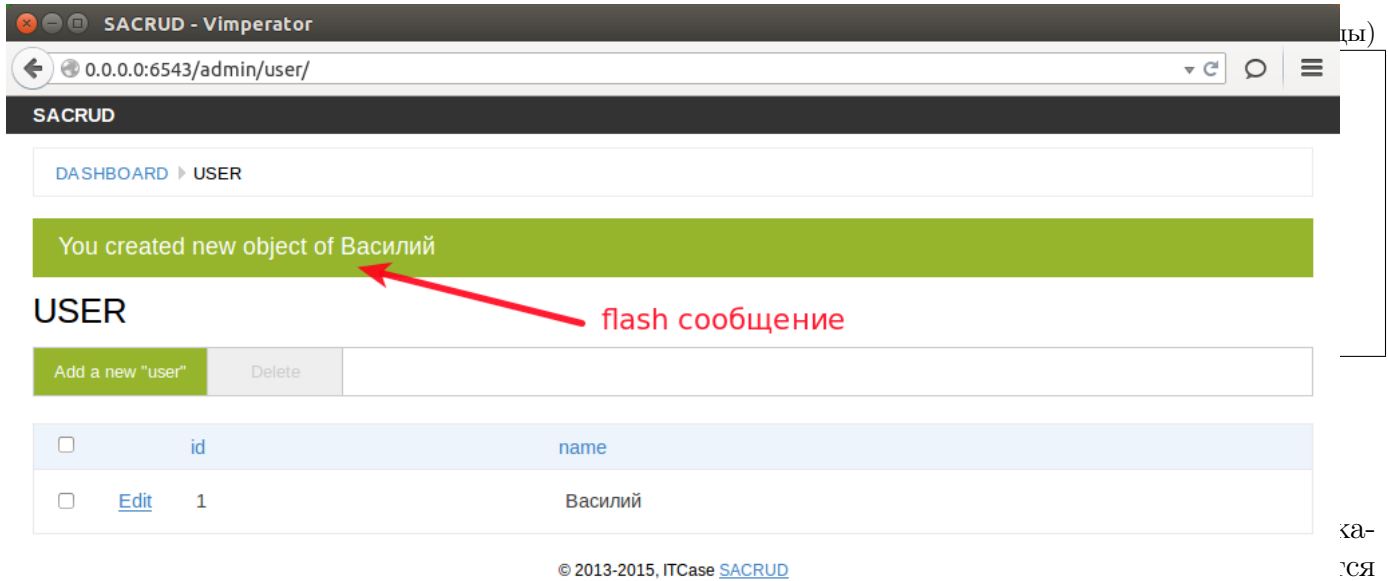 SACRUD - Vimperator
0.0.0.0:6543/admin/user/
SACRUD
DASHBOARD USER
You created new object of Василий
USER
flash сообщение
Add a new "user" Delete
id name
Edit 1 Василий
© 2013-2015, ITCase SACRUD